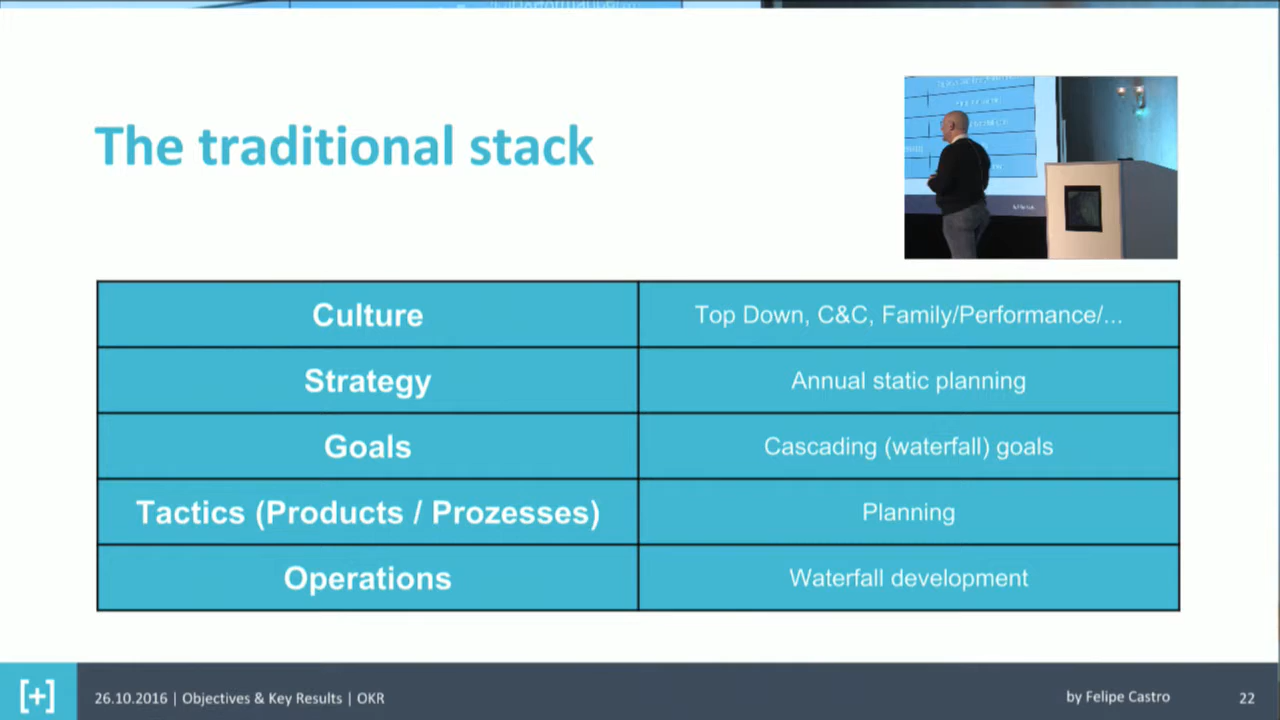 The traditional stack
Culture
Top Down, C&C, Family/Performance/...
Strategy
Annual static planning
Goals
Cascading (waterfall) goals
Tactics (Products / Prozesses)
Planning
Operations
Waterfall development
[+]
26.10.2016 | Objectives & Key Results | OKR
by Felipe Castro
22